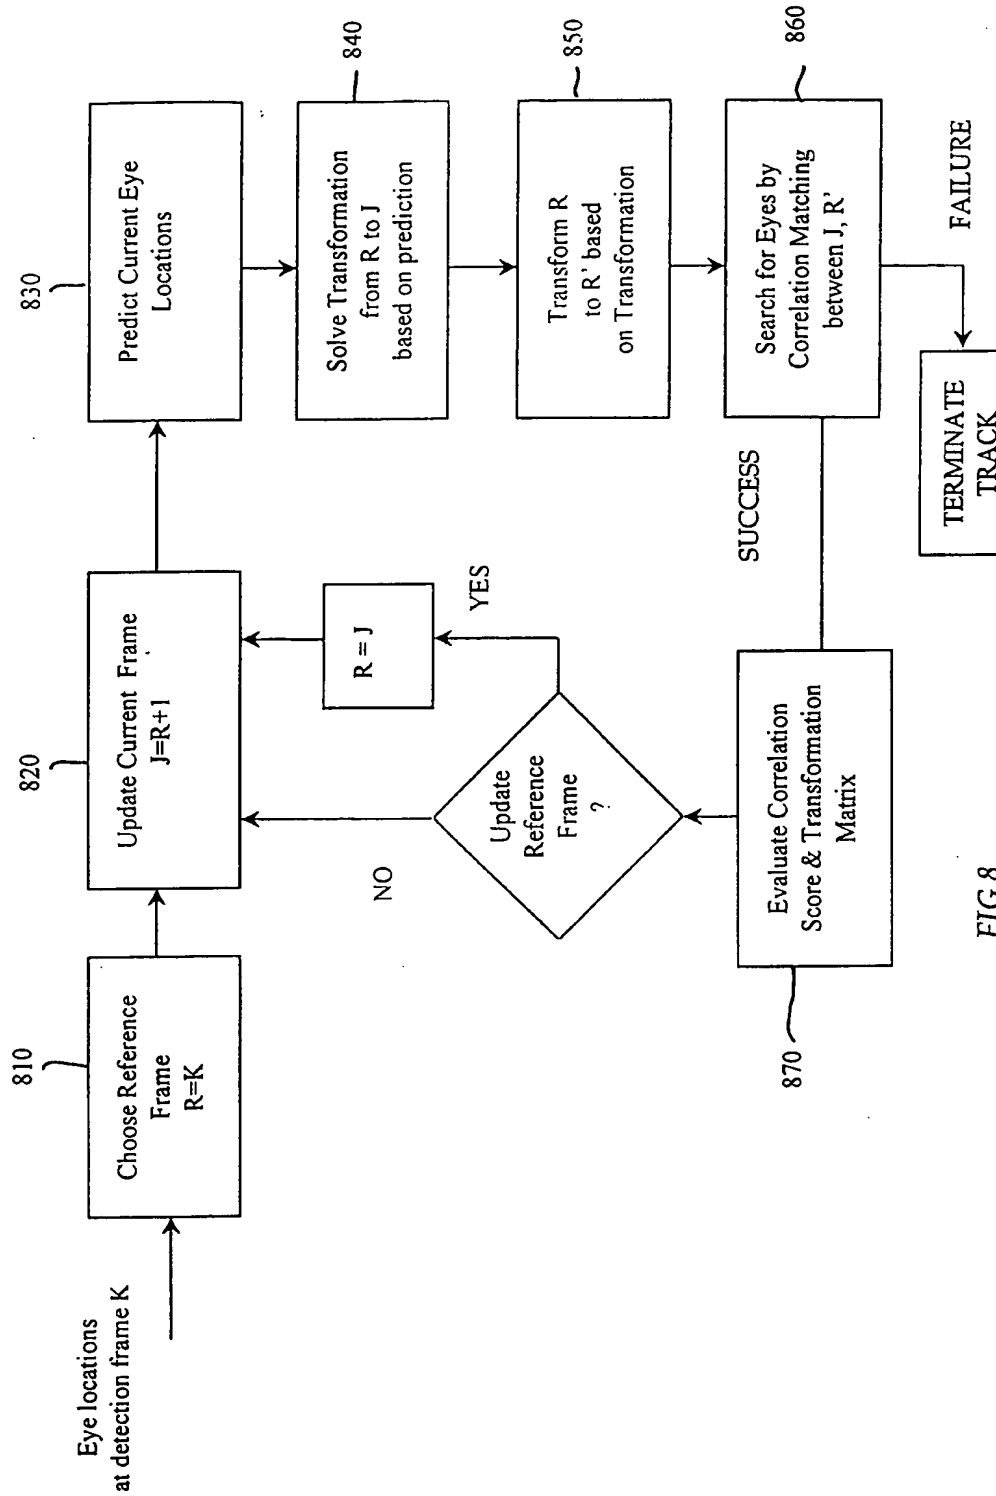 Eye locations
at detection frame K
810
Choose Reference
Frame
R=K
820
Update Current Frame
J=R+1
830
Predict Current Eye
Locations
840
Solve Transformation
from R to J
based on prediction
850
Transform R
to R' based
on Transformation
860
Search for Eyes by
Correlation Matching
between J, R'
FAILURE
TERMINATE
TRACK
SUCCESS
870
Evaluate Correlation
Score & Transformation
Matrix
Update
Reference
Frame
?
NO
YES
R = J
FIG.8